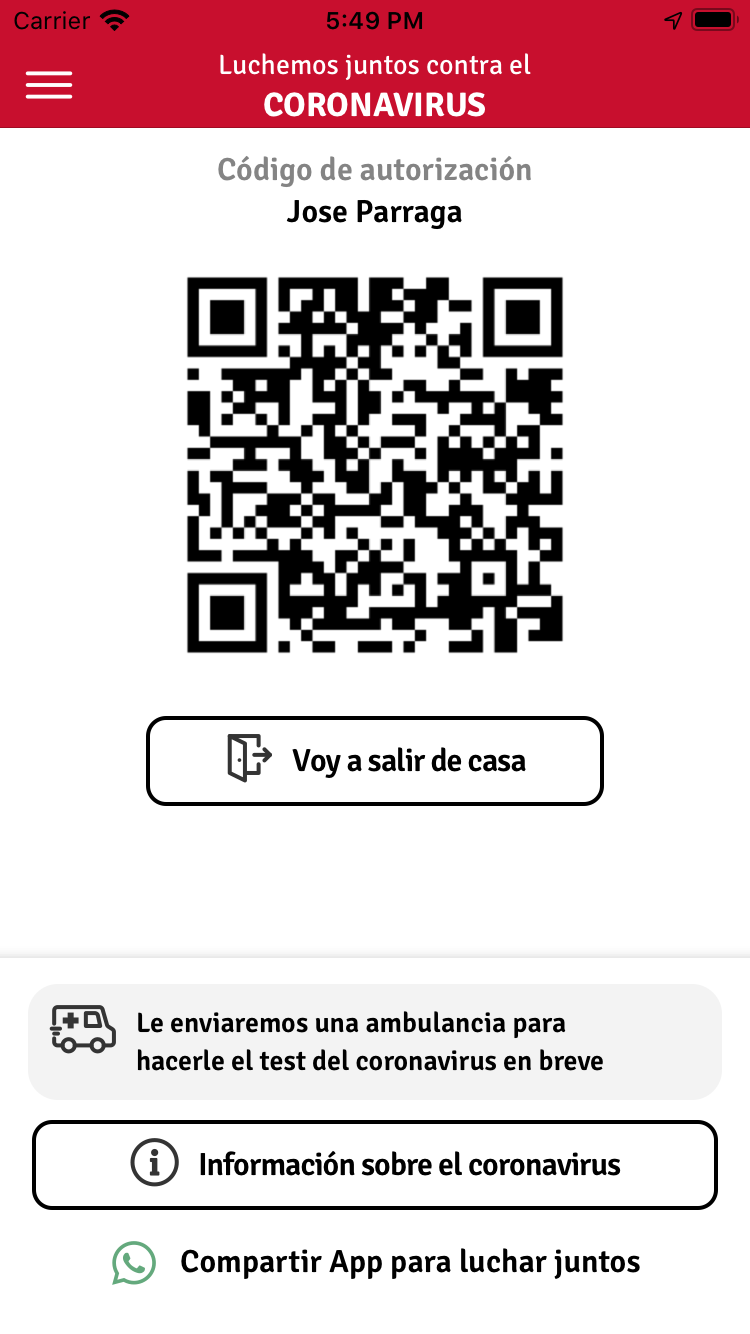 Carrier 5:49 PM
Luchemos juntos contra el
CORONAVIRUS
Código de autorización
Jose Parraga
Voy a salir de casa
Le enviaremos una ambulancia para
hacerle el test del coronavirus en breve
Información sobre el coronavirus
Compartir App para luchar juntos